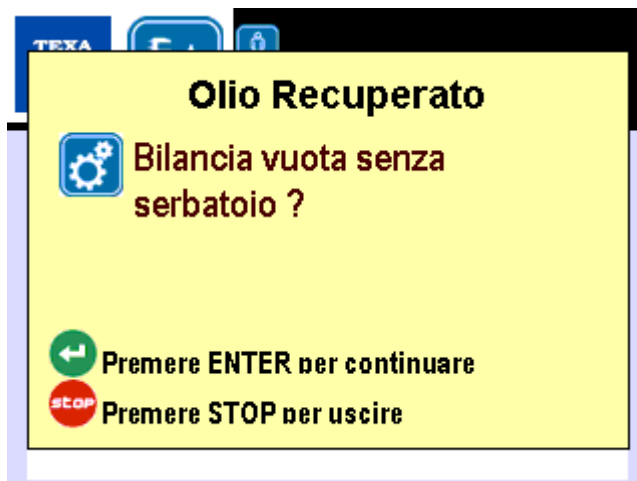 TEXA
Olio Recuperato
Bilancia vuota senza
serbatoio ?
Premere ENTER per continuare
STOP
Premere STOP per uscire